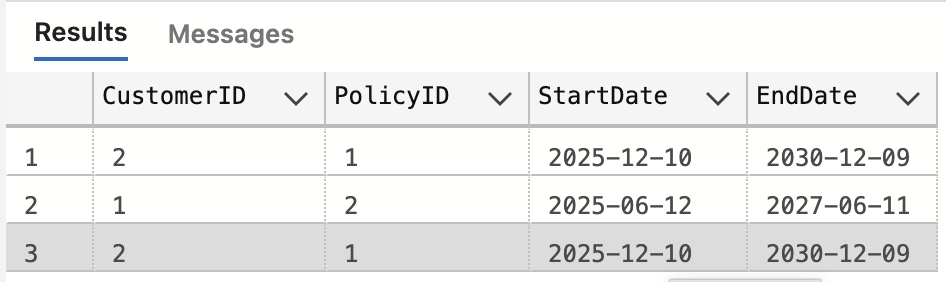 Results Messages
CustomerID PolicyID StartDate EndDate
1 2 1 2025-12-10 2030-12-09
2 1 2 2025-06-12 2027-06-11
3 2 1 2025-12-10 2030-12-09